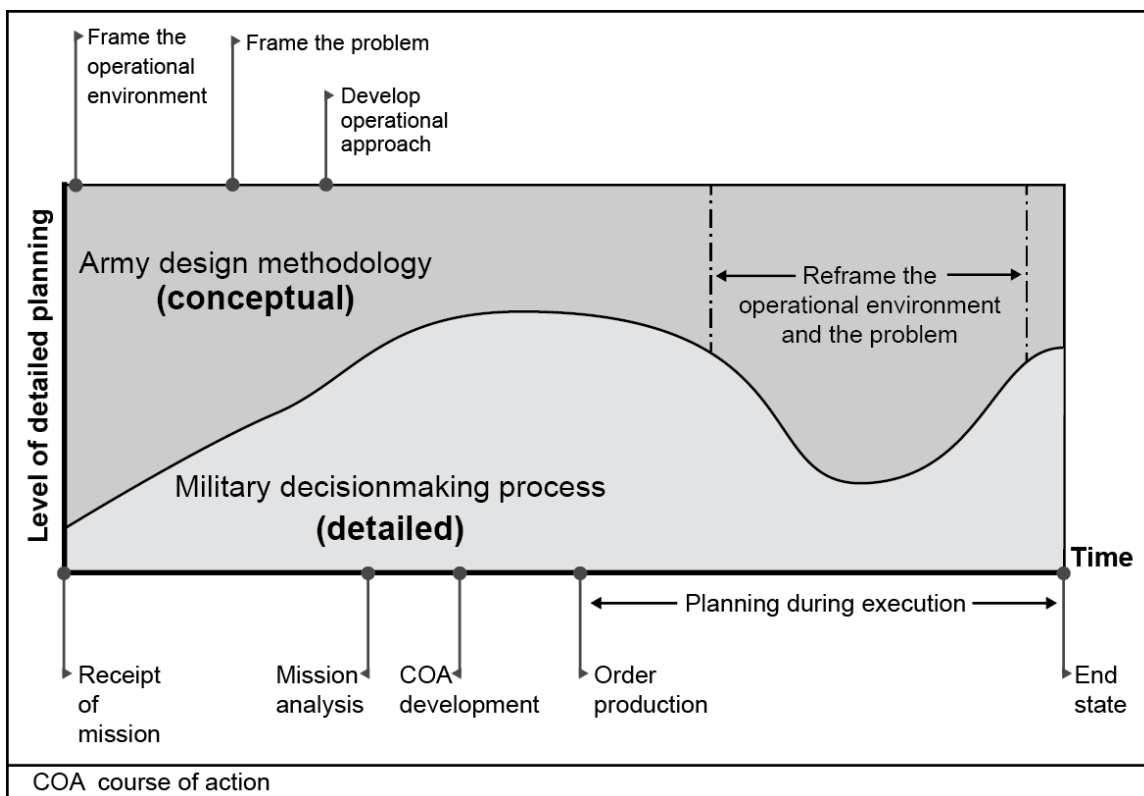 Frame the
operational
environment
Frame the problem
Develop
operational
approach
Level of detailed planning
Army design methodology
(conceptual)
Reframe the
operational environment
and the problem
Military decisionmaking process
(detailed)
Time
Planning during execution
Receipt
of
mission
Mission
analysis
COA
development
Order
production
End
state
COA course of action